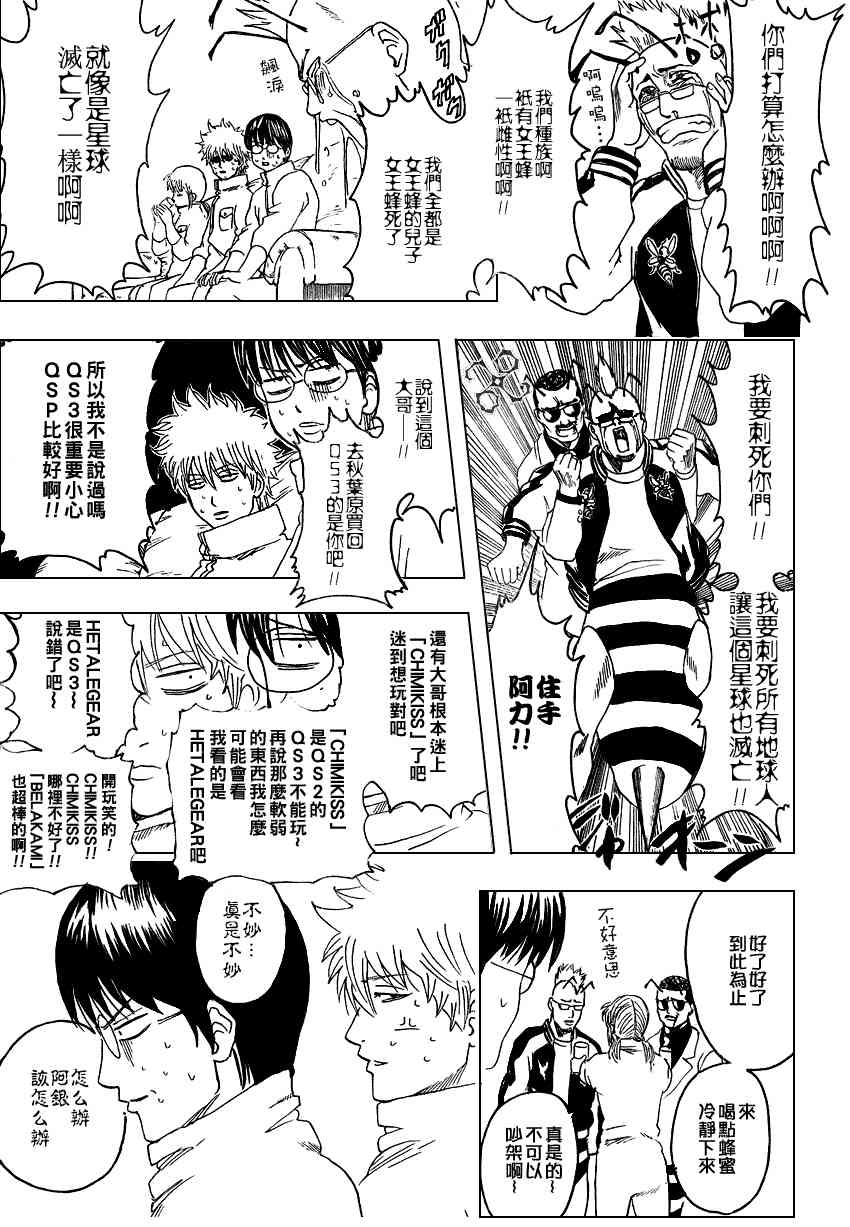 你們打算怎麼辦啊啊啊!!
啊嗚嗚…
ボボ
我們種族啊
衹有女王蜂
一衹雌性啊啊!!
ガクガク
我們全都是
女王蜂的兒子
女王蜂死了
飆淚
就像是星球
滅亡了一樣啊啊
我要刺死你們!!
我要刺死所有地球人
讓這個星球也滅亡!!
住手
阿力!!
說到這個
大哥—!!
去秋葉原買回
QS3的是你吧!!
所以我不是說過嗎
QS3很重要小心
QSP比較好啊!!
還有大哥根本迷上
「CHIMIKISS」了吧
迷到想玩對吧
「CHIMIKISS」
是QS2的
QS3不能玩~
再說那麼軟弱
的東西我怎麼
可能會看
我看的是
HETALEGEAR吧
HETALEGEAR
是QS3~
說錯了吧~
開玩笑的!
CHIMIKISS!!
哪裡不好了!!
CHIMIKISS
「BELAKAMI」
也超棒的啊!!
好了好了
到此為止
不好意思
來
喝點蜂蜜
冷靜下來
真是的
不可以
吵架啊~
不妙…
真是不妙
怎么辦
阿銀
該怎么辦